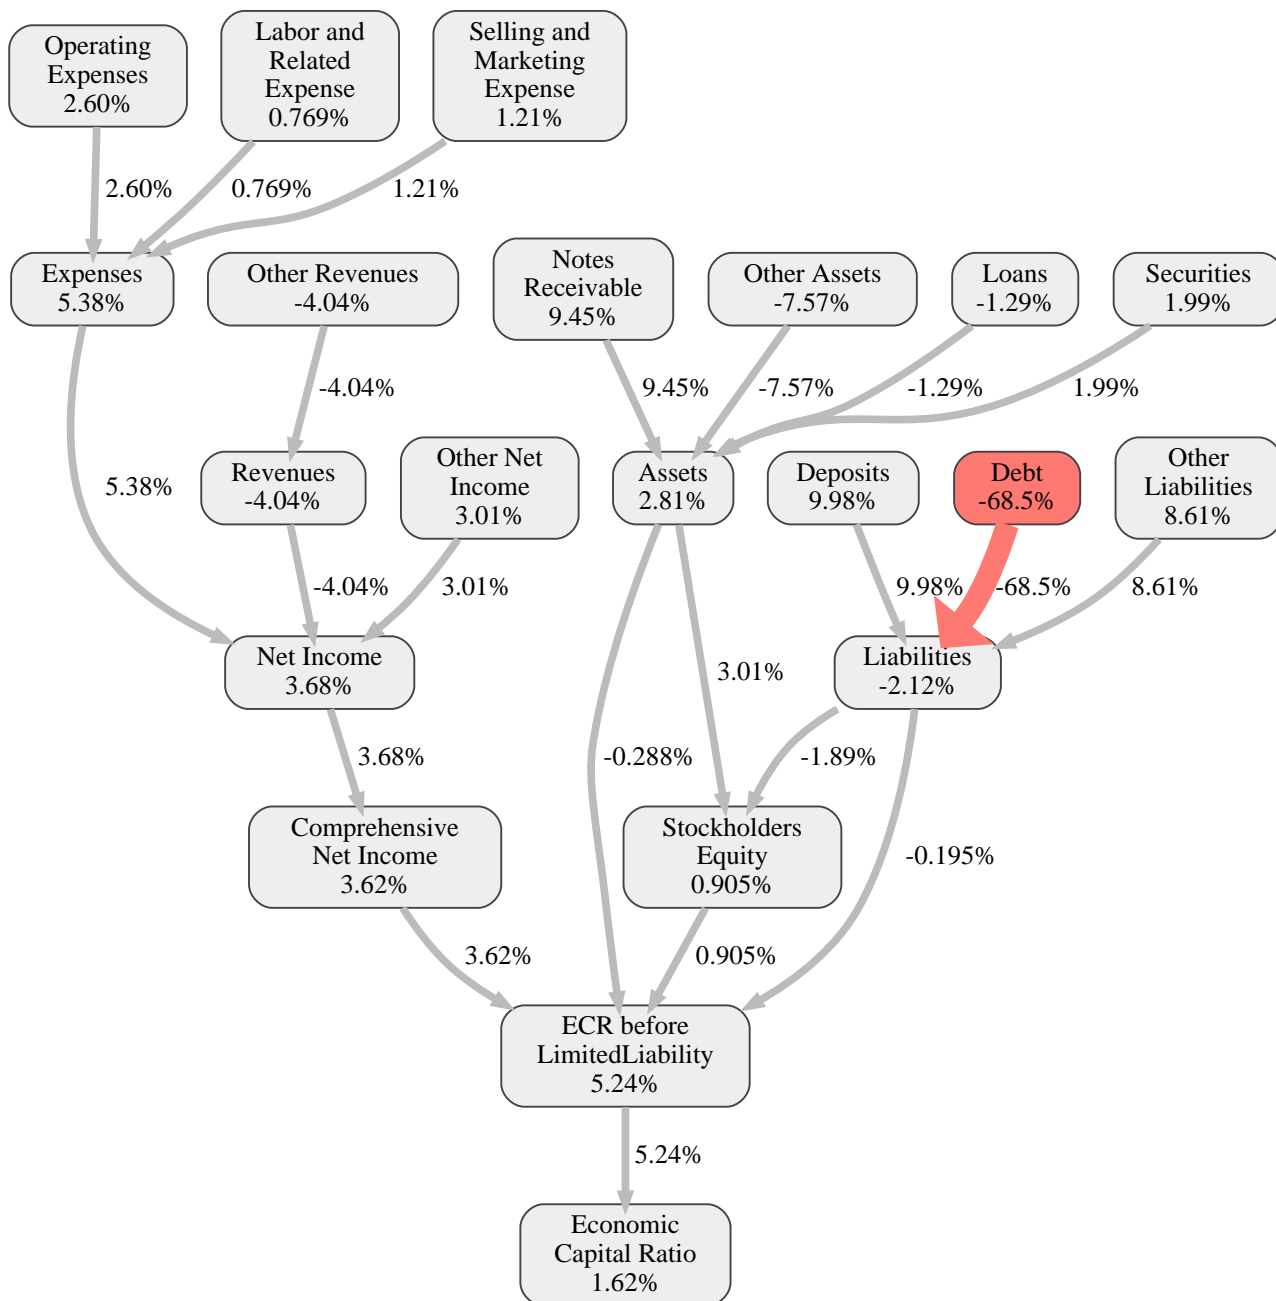 Operating
Expenses
2.60%
Labor and
Related
Expense
0.769%
Selling and
Marketing
Expense
1.21%
2.60%
0.769%
1.21%
Expenses
5.38%
Other Revenues
-4.04%
Notes
Receivable
9.45%
Other Assets
-7.57%
Loans
-1.29%
Securities
1.99%
-4.04%
9.45%
-7.57%
-1.29%
1.99%
5.38%
Revenues
-4.04%
Other Net
Income
3.01%
Assets
2.81%
Deposits
9.98%
Debt
-68.5%
Other
Liabilities
8.61%
-4.04%
3.01%
9.98%
-68.5%
8.61%
Net Income
3.68%
3.01%
Liabilities
-2.12%
3.68%
-0.288%
-1.89%
Comprehensive
Net Income
3.62%
Stockholders
Equity
0.905%
-0.195%
3.62%
0.905%
ECR before
LimitedLiability
5.24%
5.24%
Economic
Capital Ratio
1.62%